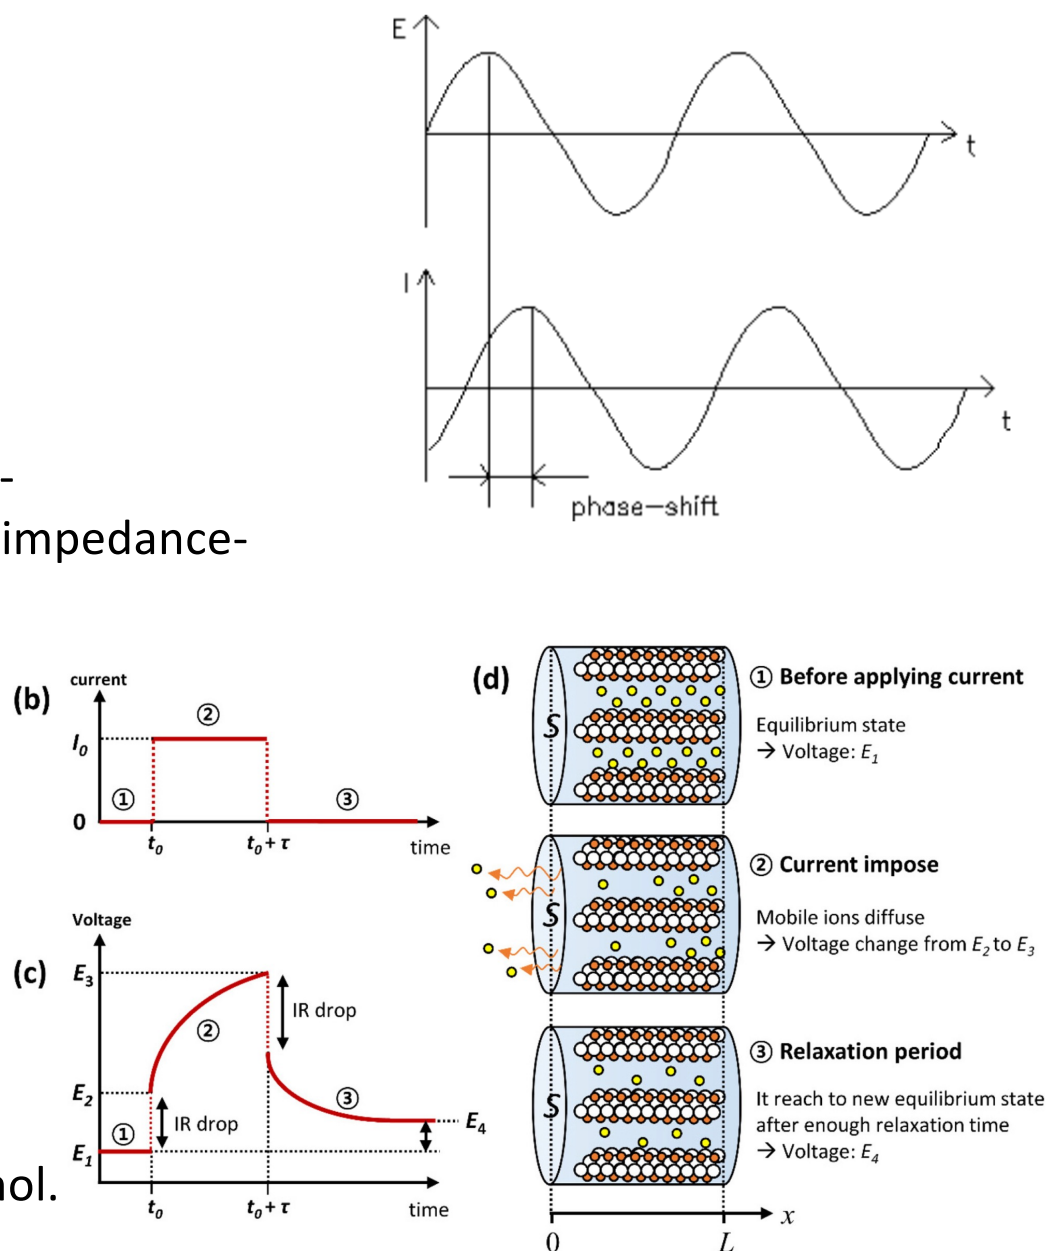 E
t
I
t
phase-shift
-
impedance-
(b)
current
I0
②
①
③
0
t0
t0 + τ
time
(c)
Voltage
E3
②
IR drop
E2
①
IR drop
③
E4
E1
t0
t0 + τ
time
nol.
(d)
S
① Before applying current
Equilibrium state
→ Voltage: E1
S
② Current impose
Mobile ions diffuse
→ Voltage change from E2 to E3
S
③ Relaxation period
It reach to new equilibrium state
after enough relaxation time
→ Voltage: E4
x
0
L